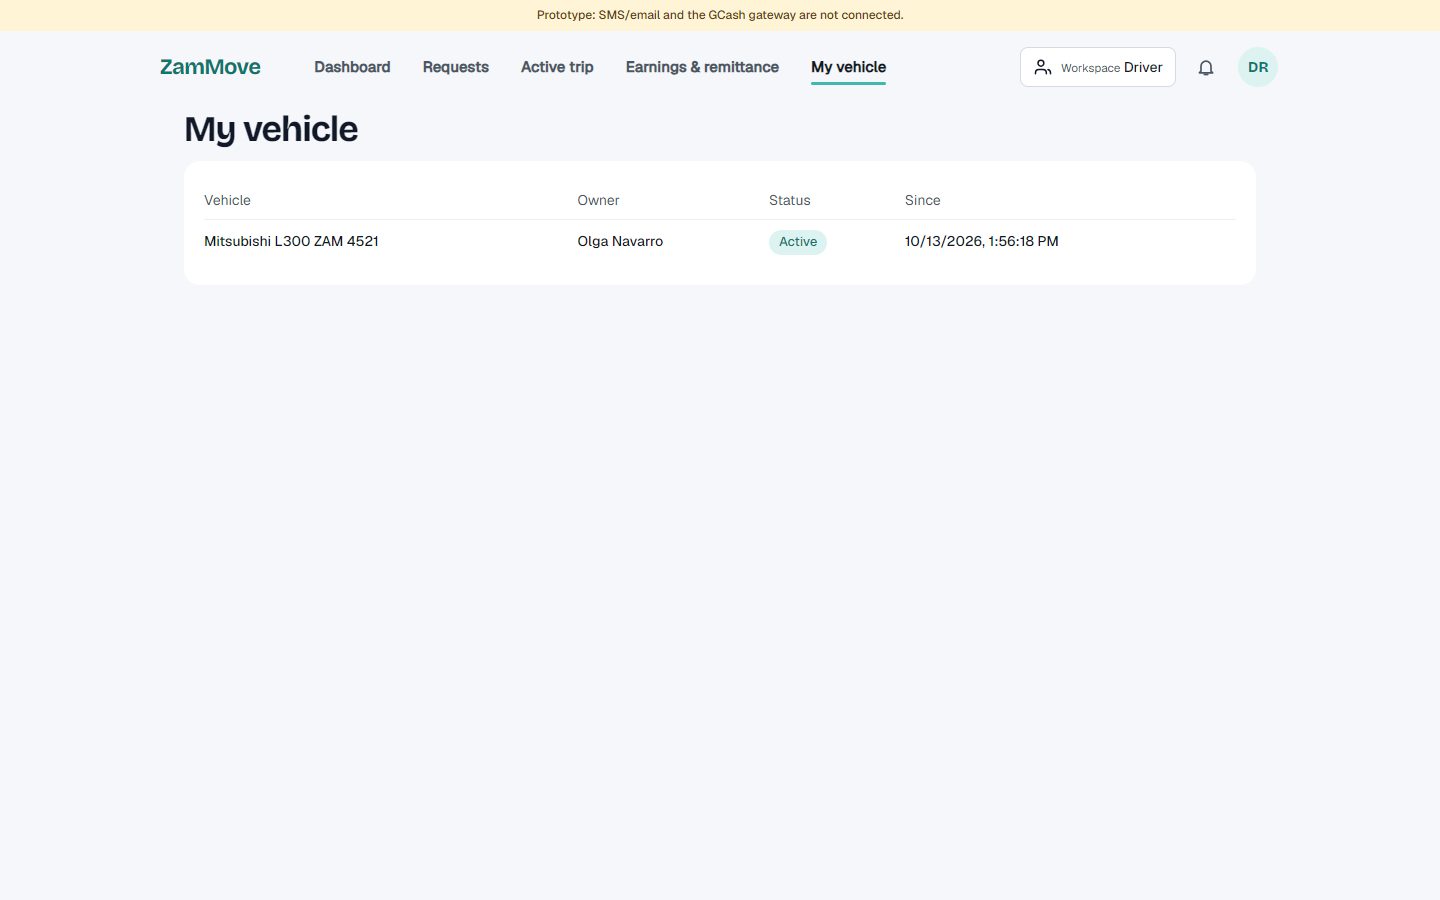 Prototype: SMS/email and the GCash gateway are not connected.
ZamMove Dashboard Requests Active trip Earnings & remittance My vehicle Workspace Driver DR
My vehicle
Vehicle Owner Status Since
Mitsubishi L300 ZAM 4521 Olga Navarro Active 10/13/2026, 1:56:18 PM